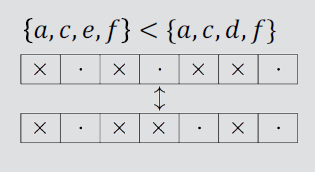 {a, c, e, f} < {a, c, d, f}
× · × · × × ·
↕
× · × × · × ·